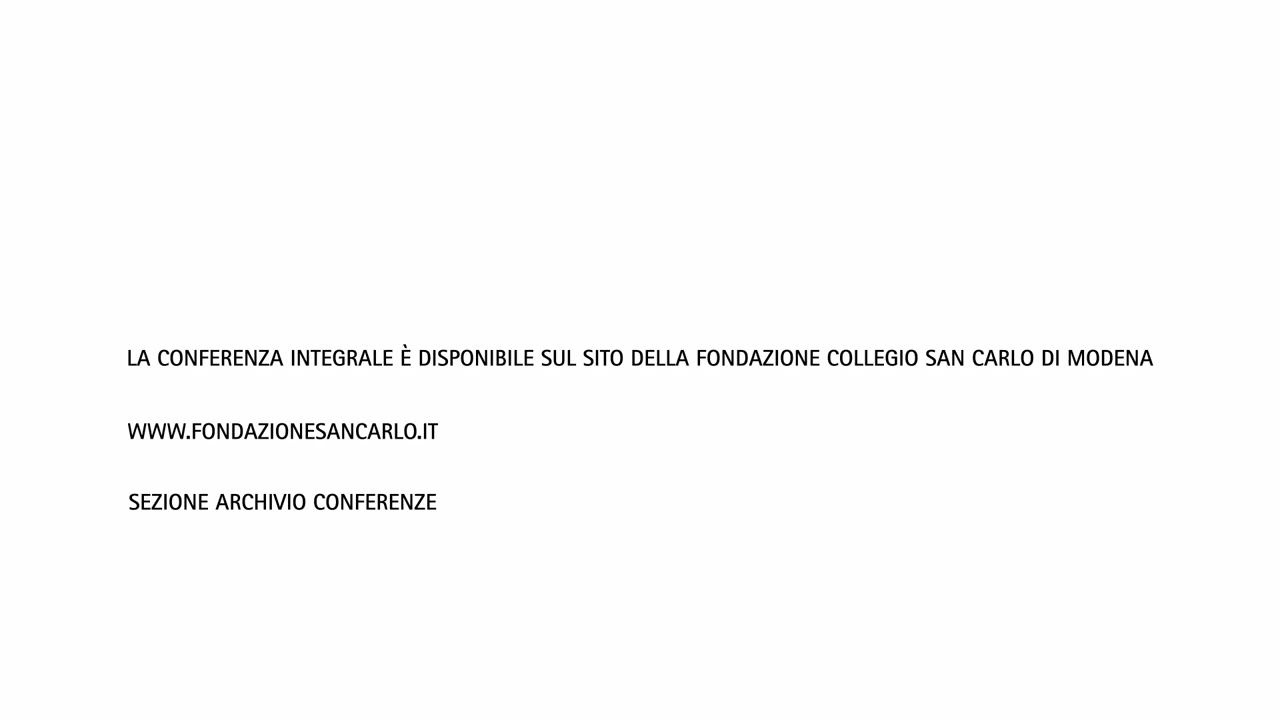 LA CONFERENZA INTEGRALE È DISPONIBILE SUL SITO DELLA FONDAZIONE COLLEGIO SAN CARLO DI MODENA
WWW.FONDAZIONESANCARLO.IT
SEZIONE ARCHIVIO CONFERENZE